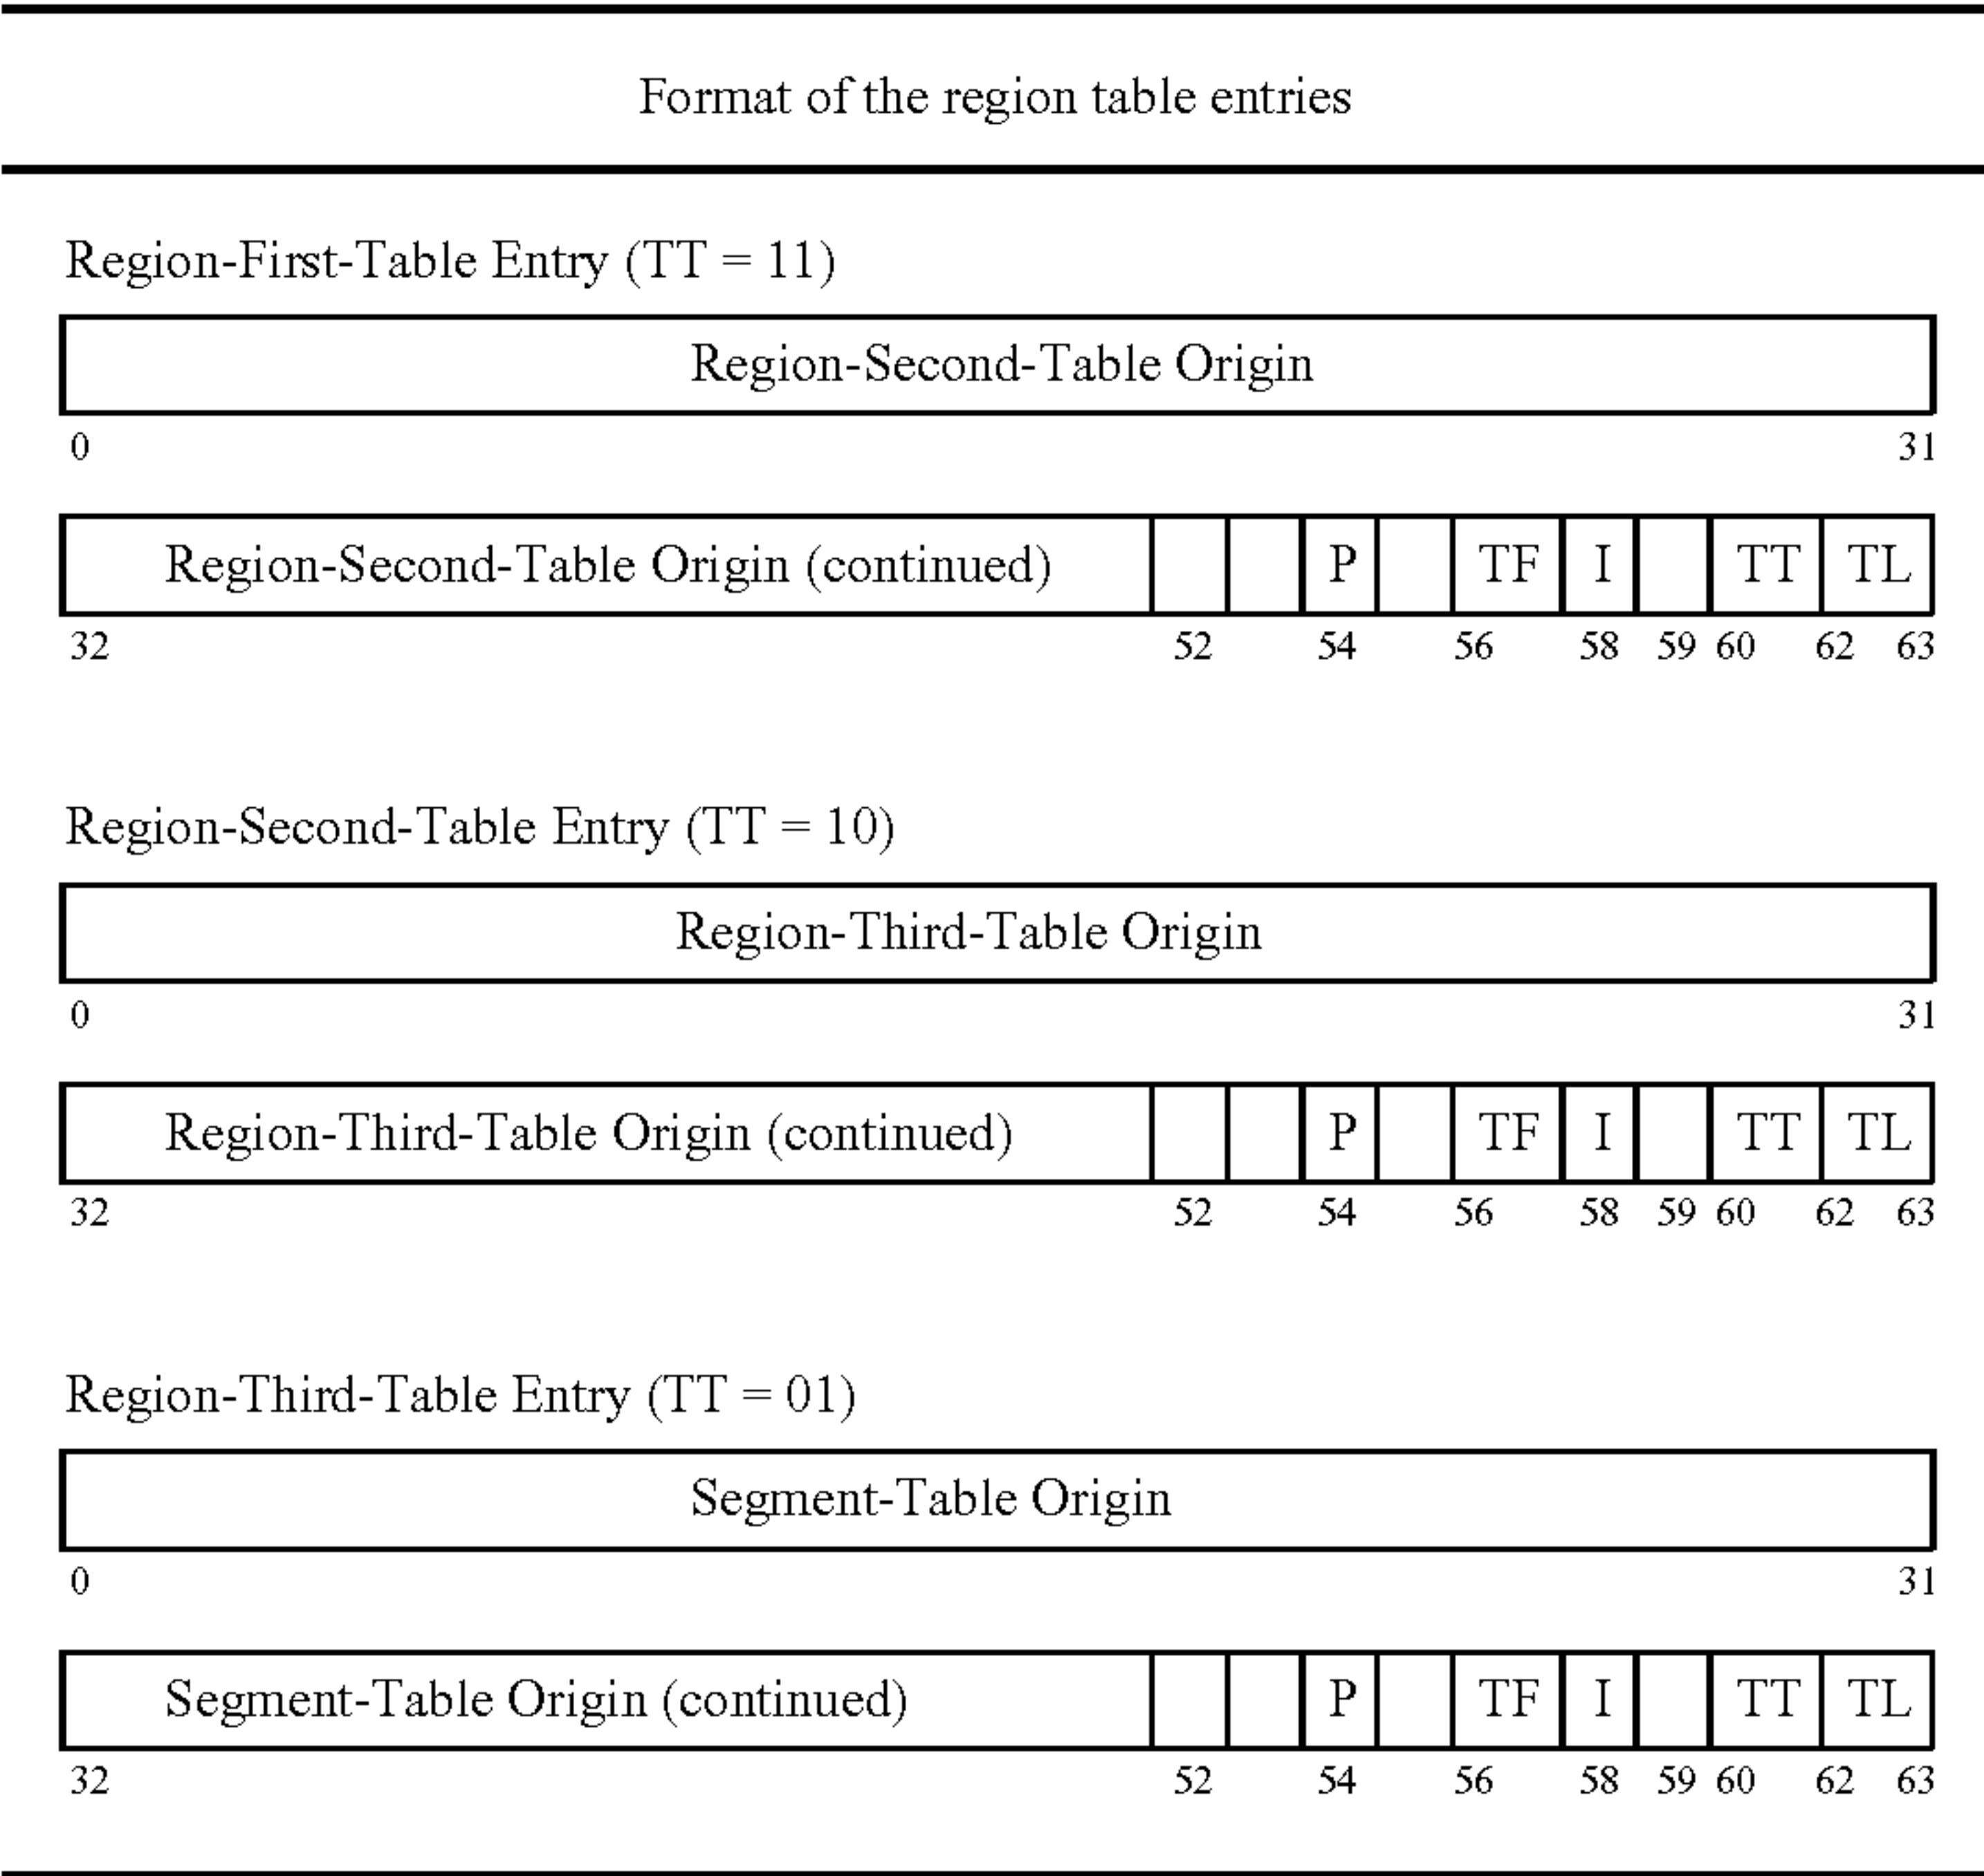 Format of the region table entries
Region-First-Table Entry (TT = 11)
Region-Second-Table Origin
0 31
Region-Second-Table Origin (continued) P TF I TT TL
32 52 54 56 58 59 60 62 63
Region-Second-Table Entry (TT = 10)
Region-Third-Table Origin
0 31
Region-Third-Table Origin (continued) P TF I TT TL
32 52 54 56 58 59 60 62 63
Region-Third-Table Entry (TT = 01)
Segment-Table Origin
0 31
Segment-Table Origin (continued) P TF I TT TL
32 52 54 56 58 59 60 62 63